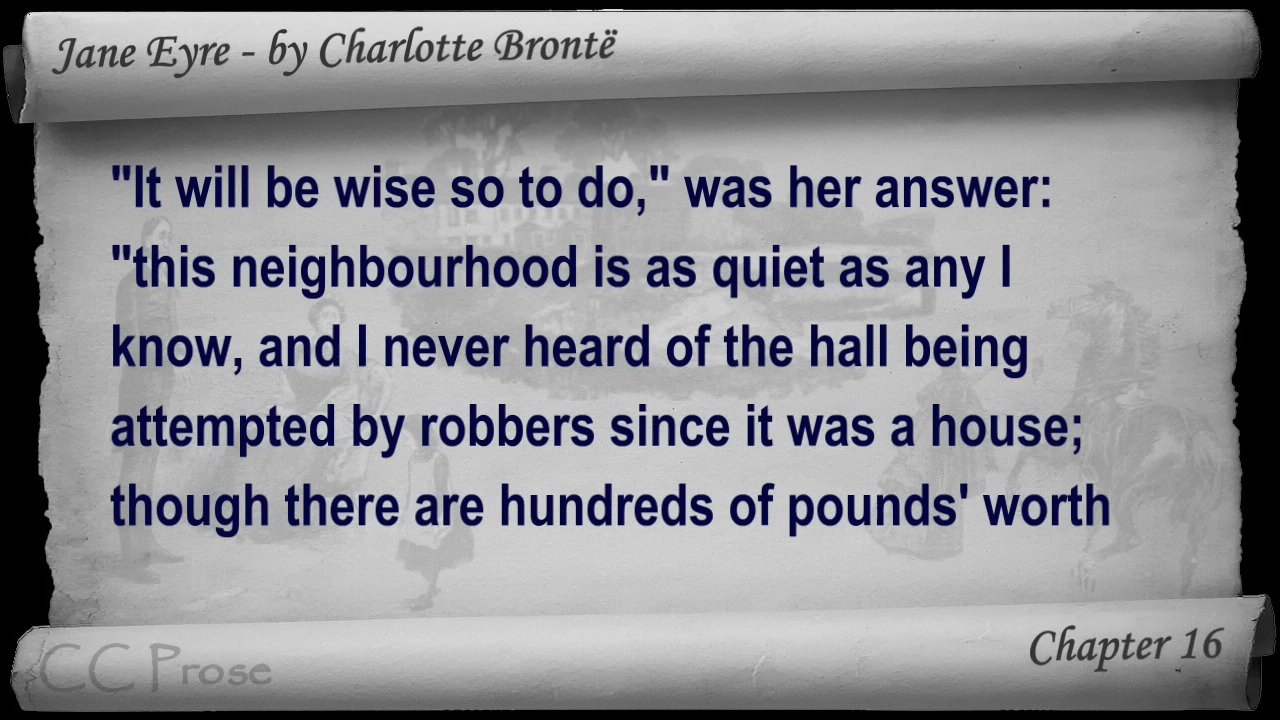 Jane Eyre - by Charlotte Brontë
"It will be wise so to do," was her answer:
"this neighbourhood is as quiet as any I
know, and I never heard of the hall being
attempted by robbers since it was a house;
though there are hundreds of pounds' worth
Chapter 16
CC Prose